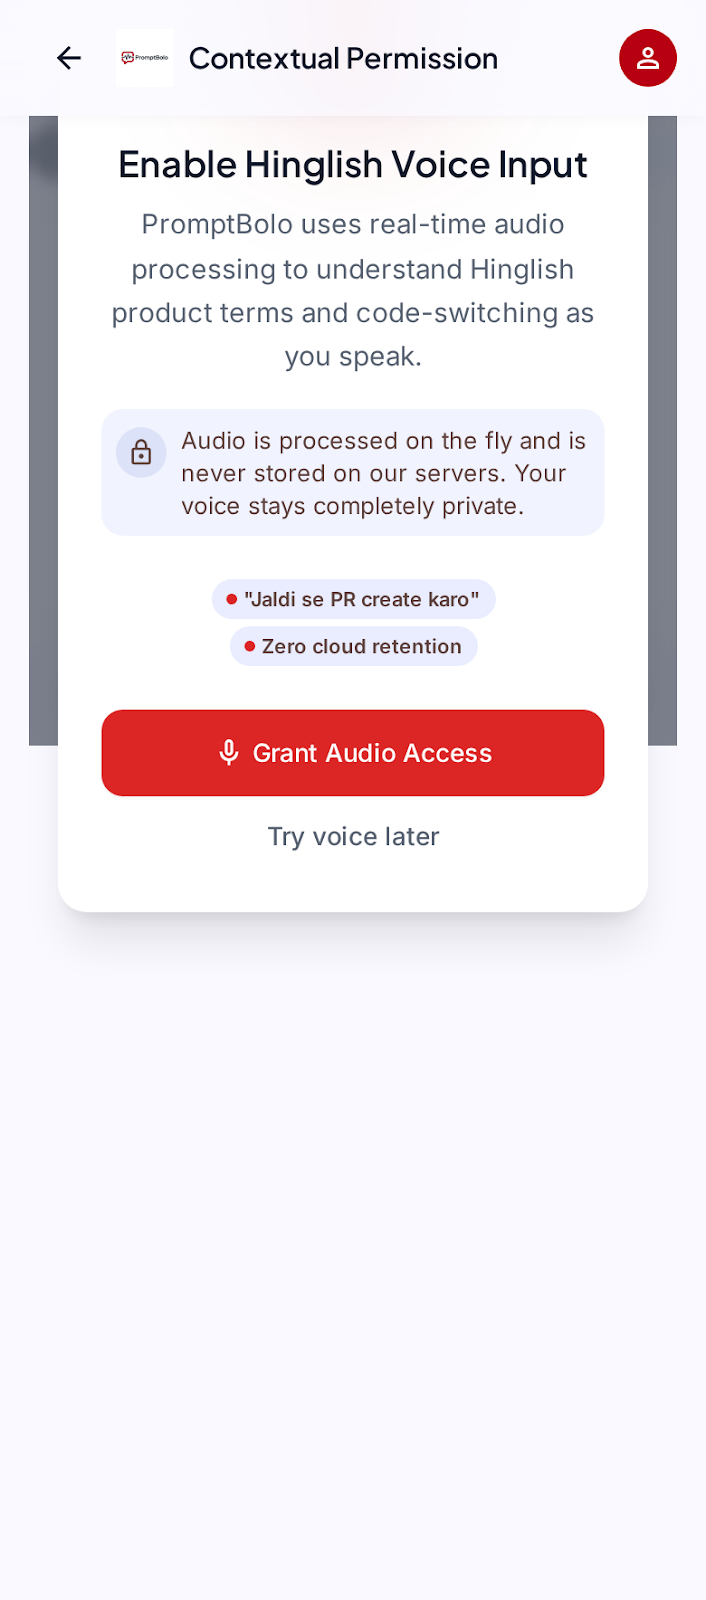 PromptBolo
Contextual Permission
Enable Hinglish Voice Input
PromptBolo uses real-time audio
processing to understand Hinglish
product terms and code-switching as
you speak.
Audio is processed on the fly and is
never stored on our servers. Your
voice stays completely private.
"Jaldi se PR create karo"
Zero cloud retention
Grant Audio Access
Try voice later